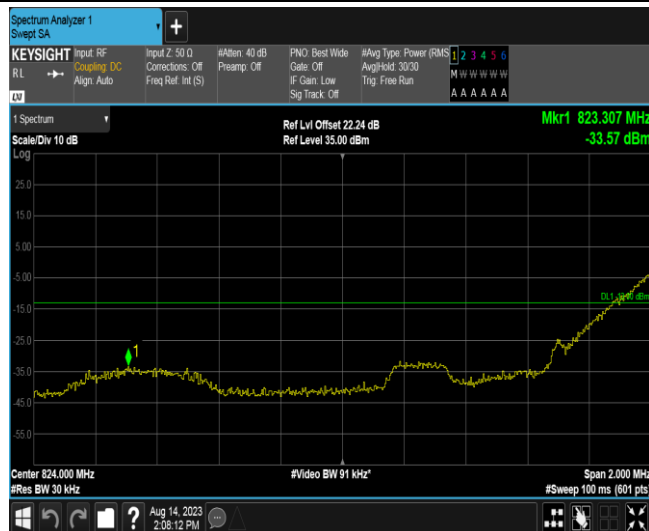 Spectrum Analyzer 1
Swept SA
+
KEYSIGHT Input: RF Input Z: 50 Ω #Atten: 40 dB PNO: Best Wide #Avg Type: Power (RMS 1 2 3 4 5 6
RL Coupling: DC Corrections: Off Preamp: Off Gate: Off Avg|Hold: 30/30 M W W W W W
Align: Auto Freq Ref: Int (S) IF Gain: Low Trig: Free Run
Sig Track: Off A A A A A A
LXI
1 Spectrum Ref Lvl Offset 22.24 dB Mkr1 823.307 MHz
Scale/Div 10 dB Ref Level 35.00 dBm -33.57 dBm
Log
25.0
15.0
5.00
-5.00
DL1 dBm
-15.0
-25.0
1
-35.0
-45.0
-55.0
Center 824.000 MHz #Video BW 91 kHz* Span 2.000 MHz
#Res BW 30 kHz #Sweep 100 ms (601 pts)
? Aug 14, 2023
2:08:12 PM